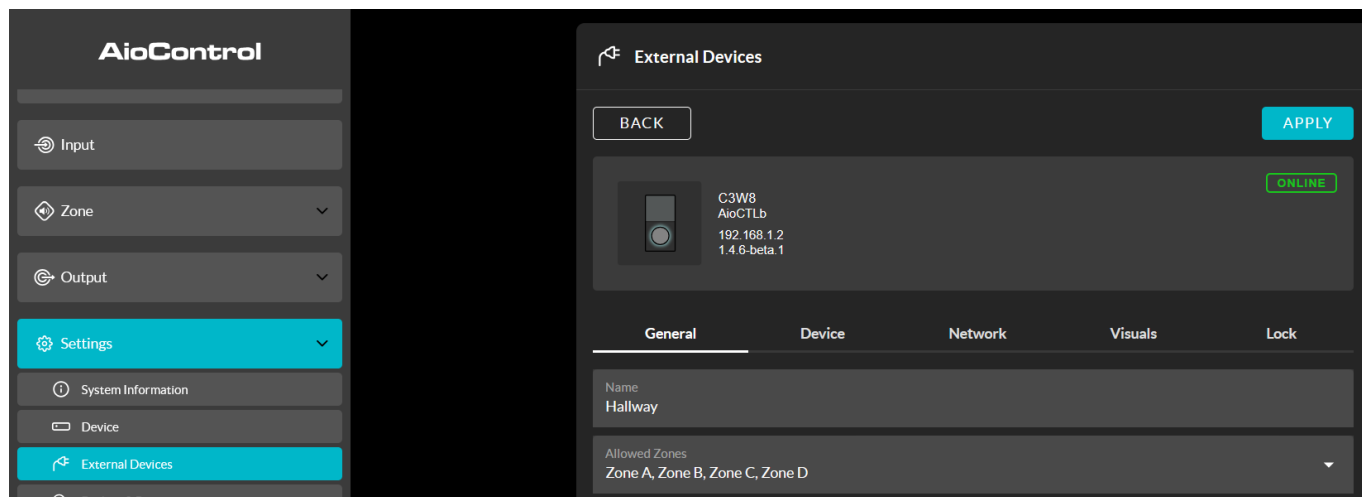 AioControl
Input
Zone
Output
Settings
System Information
Device
External Devices
External Devices
BACK
APPLY
C3W8
AioCTLb
192.168.1.2
1.4.6-beta.1
ONLINE
General
Device
Network
Visuals
Lock
Name
Hallway
Allowed Zones
Zone A, Zone B, Zone C, Zone D